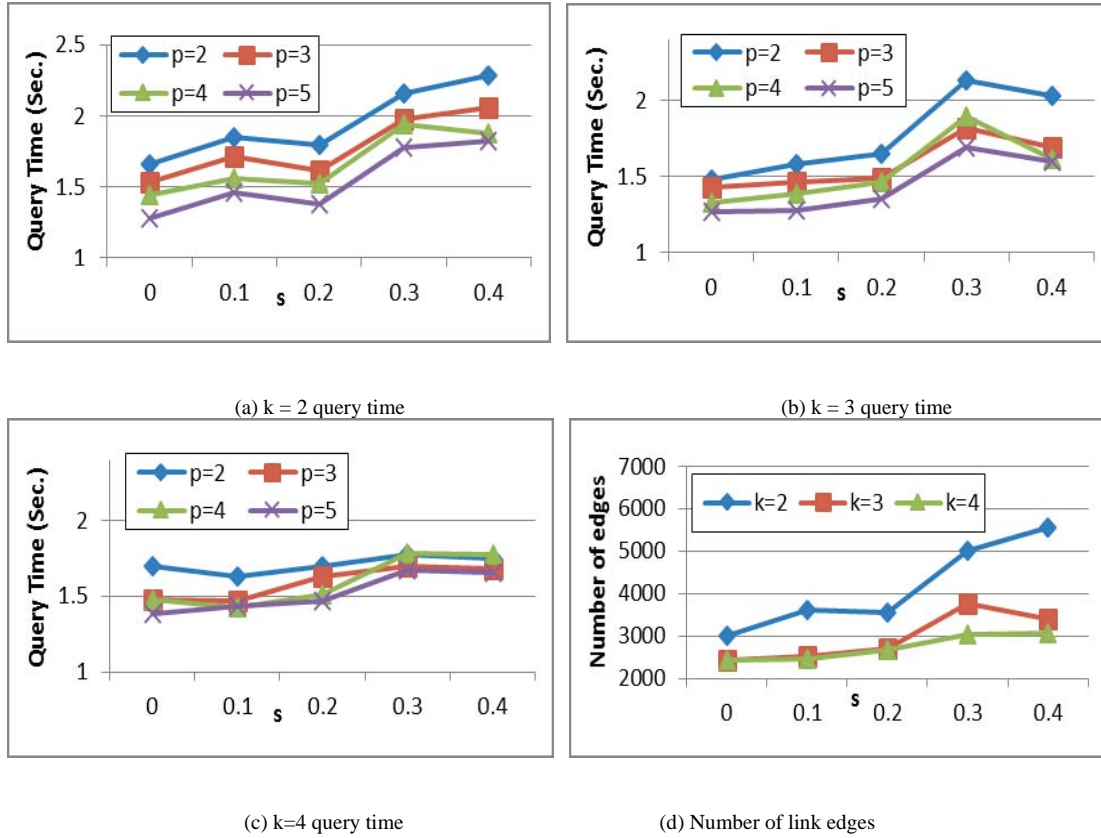 2.5
2
1.5
1
Query Time (Sec.)
p=2 p=3
p=4 p=5
0 0.1 0.2 0.3 0.4
s
(a) k = 2 query time
2
1.5
1
Query Time (Sec.)
p=2 p=3
p=4 p=5
0 0.1 0.2 0.3 0.4
s
(b) k = 3 query time
2
1.5
1
Query Time (Sec.)
p=2 p=3
p=4 p=5
0 0.1 0.2 0.3 0.4
s
(c) k=4 query time
7000
6000
5000
4000
3000
2000
Number of edges
k=2 k=3 k=4
0 0.1 0.2 0.3 0.4
s
(d) Number of link edges